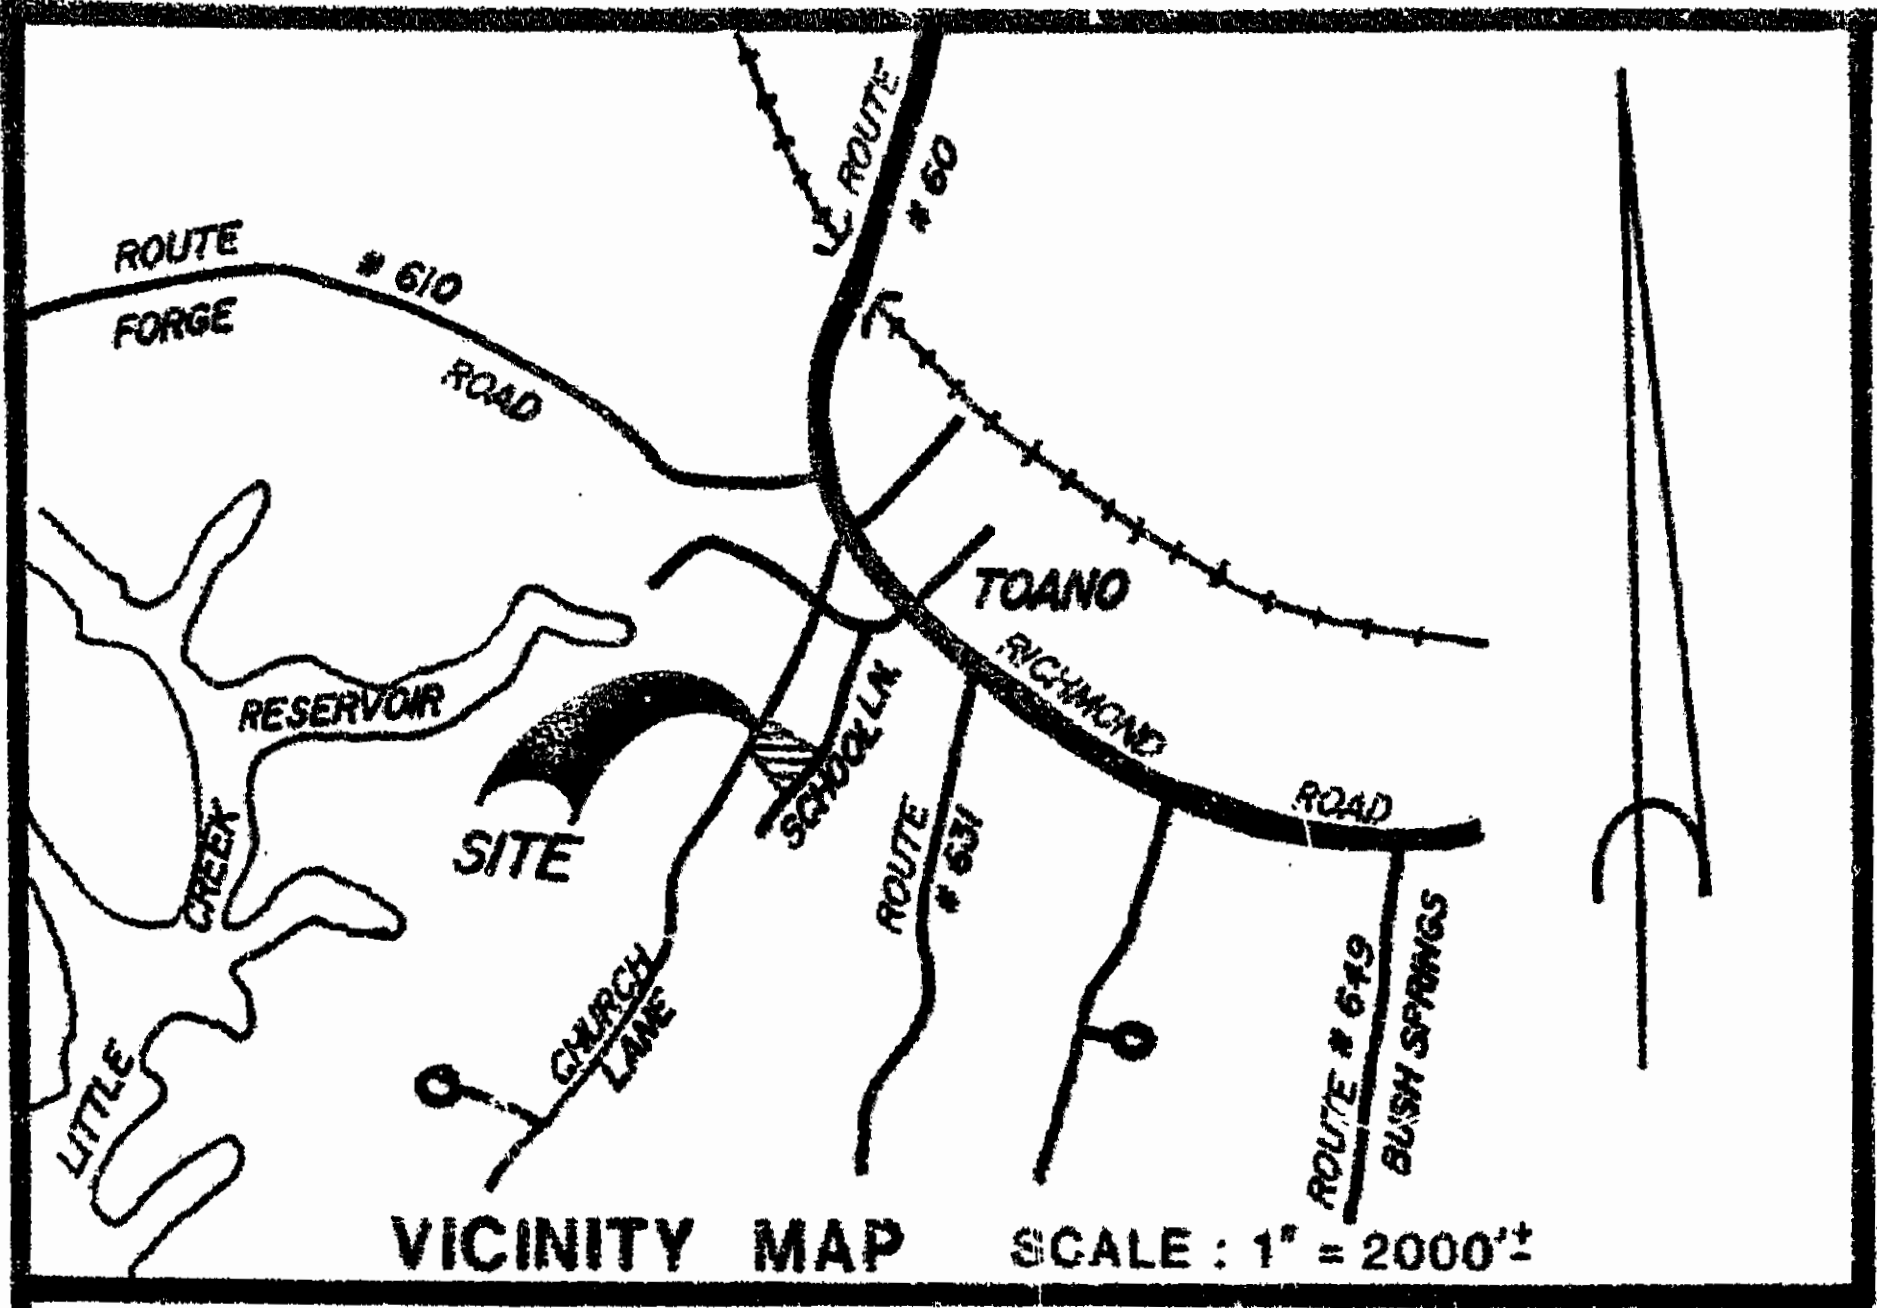 ROUTE
# 60
ROUTE # 610
FORGE ROAD
TOANO
RICHMOND ROAD
RESERVOIR
CREEK
LITTLE
SITE
SCHOOL LN.
CHURCH
LANE
ROUTE
# 631
ROUTE # 649
BUSH SPRINGS
VICINITY MAP SCALE : 1" = 2000'±